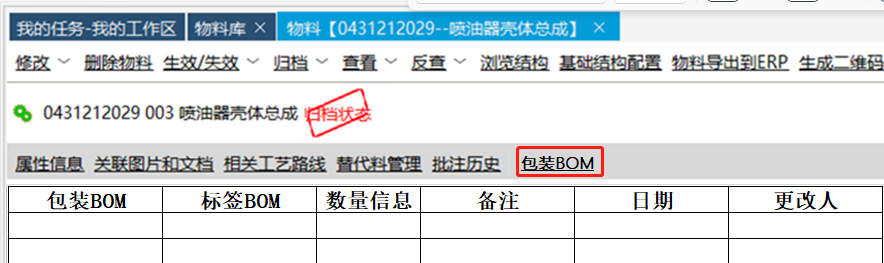 我的任务-我的工作区 物料库 × 物料【0431212029--喷油器壳体总成】 ×
修改 删除物料 生效/失效 归档 查看 反查 浏览结构 基础结构配置 物料导出到ERP 生成二维码
0431212029 003 喷油器壳体总成 归档状态
属性信息 关联图片和文档 相关工艺路线 替代料管理 批注历史 包装BOM
包装BOM 标签BOM 数量信息 备注 日期 更改人